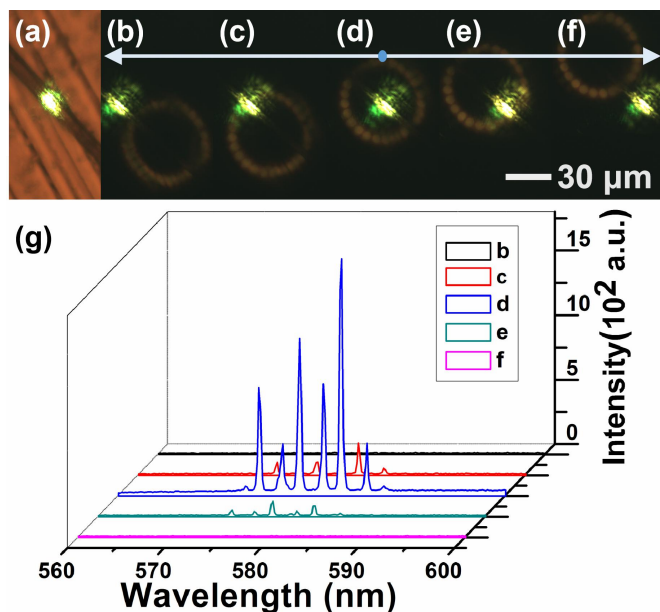 (a) (b) (c) (d) (e) (f)
30 µm
(g)
b
c
d
e
f
15
10
5
0
Intensity(10² a.u.)
560 570 580 590 600
Wavelength (nm)